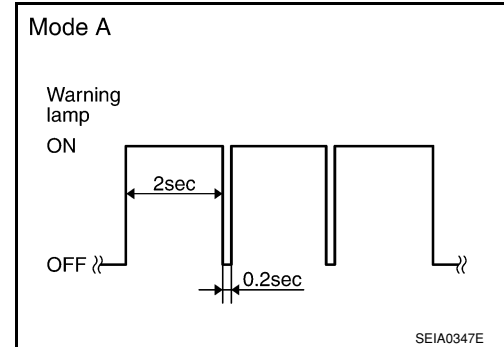 Mode A
Warning
lamp
ON
2sec
OFF
0.2sec
SEIA0347E